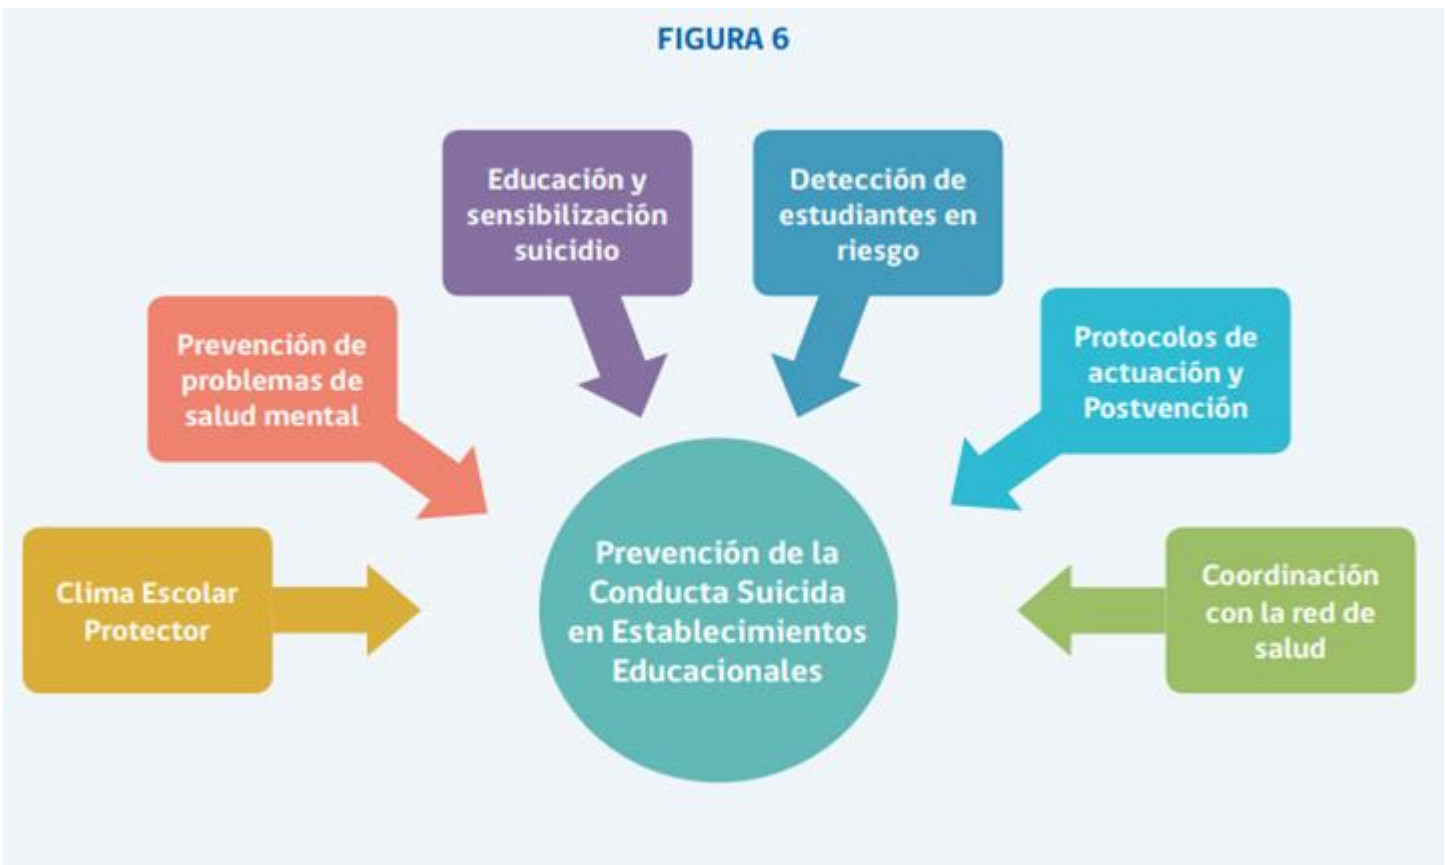 FIGURA 6
Educación y
sensibilización
suicidio
Detección de
estudiantes en
riesgo
Prevención de
problemas de
salud mental
Protocolos de
actuación y
Postvención
Clima Escolar
Protector
Prevención de la
Conducta Suicida
en Establecimientos
Educacionales
Coordinación
con la red de
salud